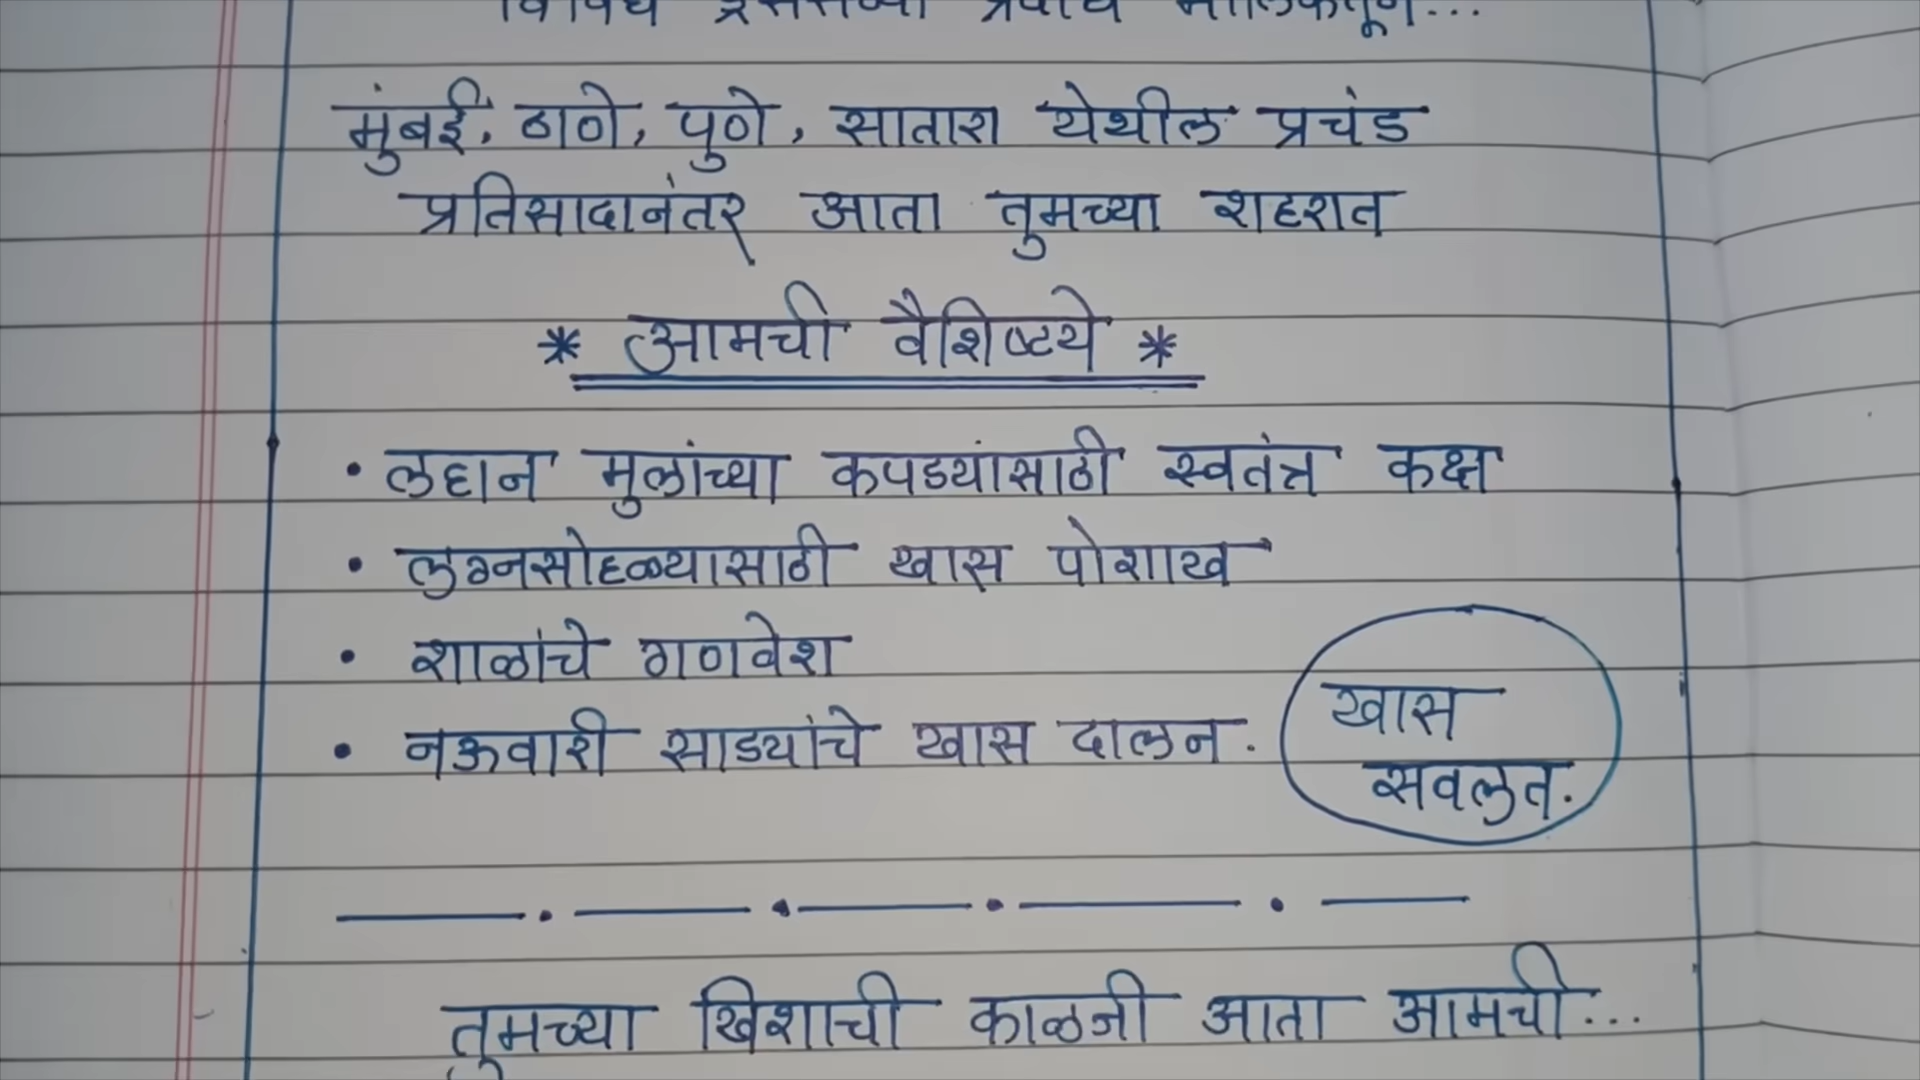 विविध
मुंबई, ठाणे, पुणे, सातारा येथील प्रचंड
प्रतिसादानंतर आता तुमच्या शहरात
* आमची वैशिष्ट्ये *
• लहान मुलांच्या कपड्यांसाठी स्वतंत्र कक्ष
• लग्नसोहळ्यासाठी खास पोशाख
• शाळांचे गणवेश
• नऊवारी साड्यांचे खास दालन.
खास
सवलत.
तुमच्या खिशाची काळजी आता आमची...